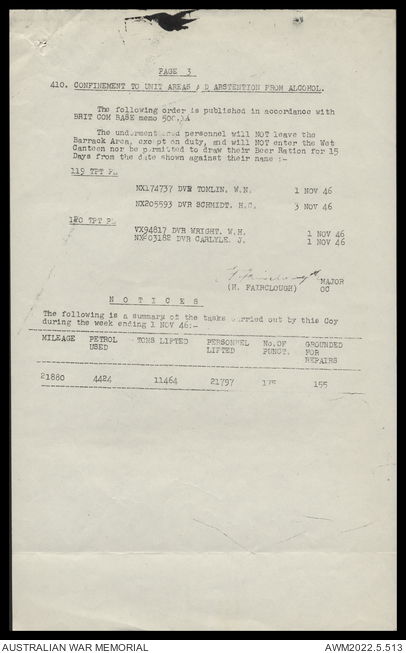 PAGE 3
410. CONFINEMENT TO UNIT AREAS A D ABSTENTION FROM ALCOHOL.
The following order is published in accordance with
BRIT COM BASE memo
The personnel will NOT leave the
Barrack Area, except on duty, and will NOT enter the Wet
Canteen nor be permitted to draw their Beer Ration for 15
Days from the date shown against their name :-
119 TPT PL
NX174737 DVR TOMLIN, W.N. 1 NOV 46
NX205593 DVR SCHMIDT, H.C. 3 NOV 46
120 TPT PL
VX94817 DVR WRIGHT, W.H. 1 NOV 46
NX203182 DVR CARLYLE, J. 1 NOV 46
(H. FAIRCLOUGH) MAJOR
OC
N O T I C E S
The following is a summary of the tasks carried out by this Coy
during the week ending 1 NOV 46:-
MILEAGE PETROL USED TONS LIFTED PERSONNEL LIFTED No.OF PUNCT. GROUNDED FOR REPAIRS
21880 4424 11464 21797 175 155
AUSTRALIAN WAR MEMORIAL AWM2022.5.513